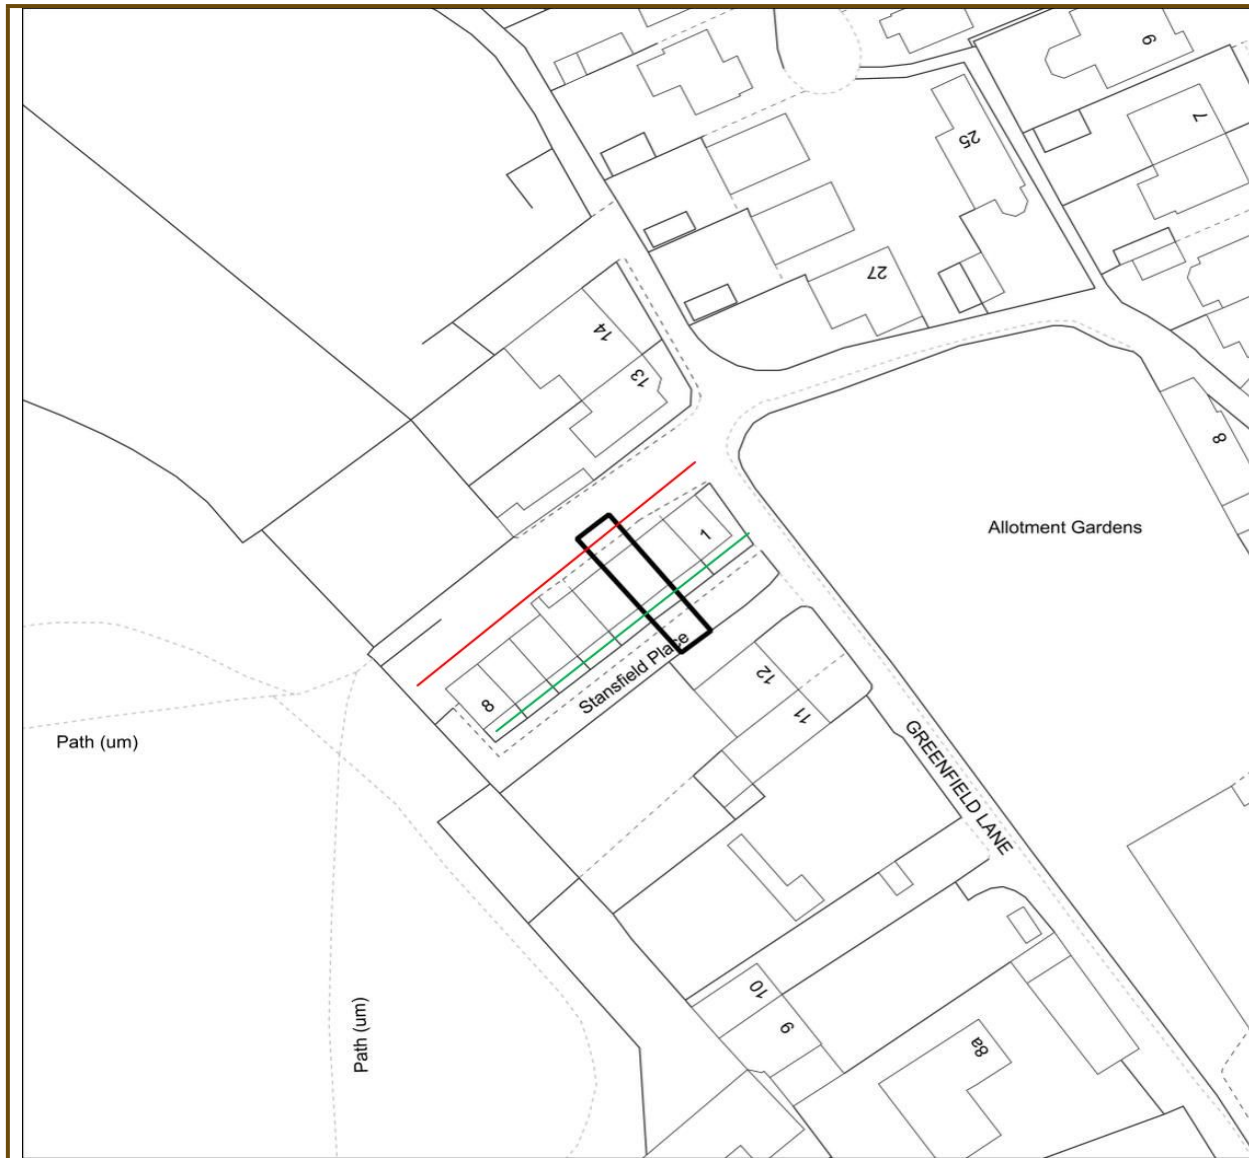 6
7
25
27
14
13
8
Allotment Gardens
1
Stansfield Place
8
12
11
Path (um)
GREENFIELD LANE
Path (um)
10
9
8a